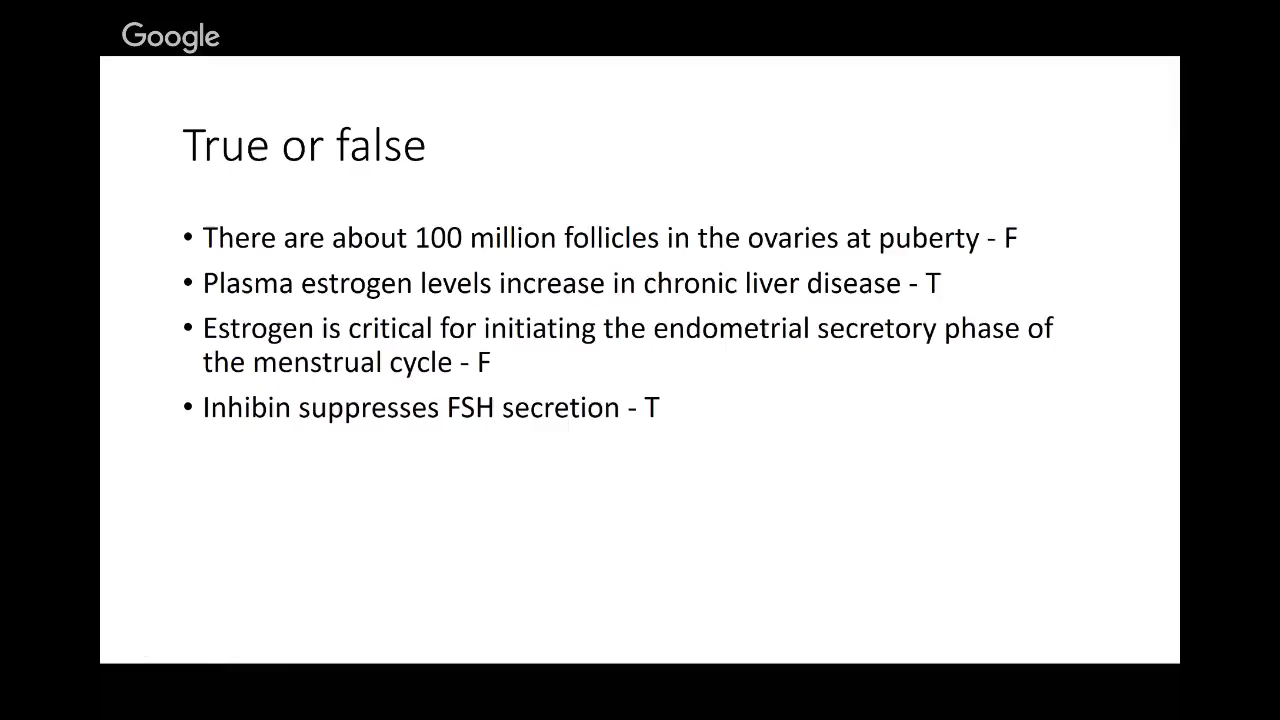 Google
True or false
• There are about 100 million follicles in the ovaries at puberty - F
• Plasma estrogen levels increase in chronic liver disease - T
• Estrogen is critical for initiating the endometrial secretory phase of
the menstrual cycle - F
• Inhibin suppresses FSH secretion - T